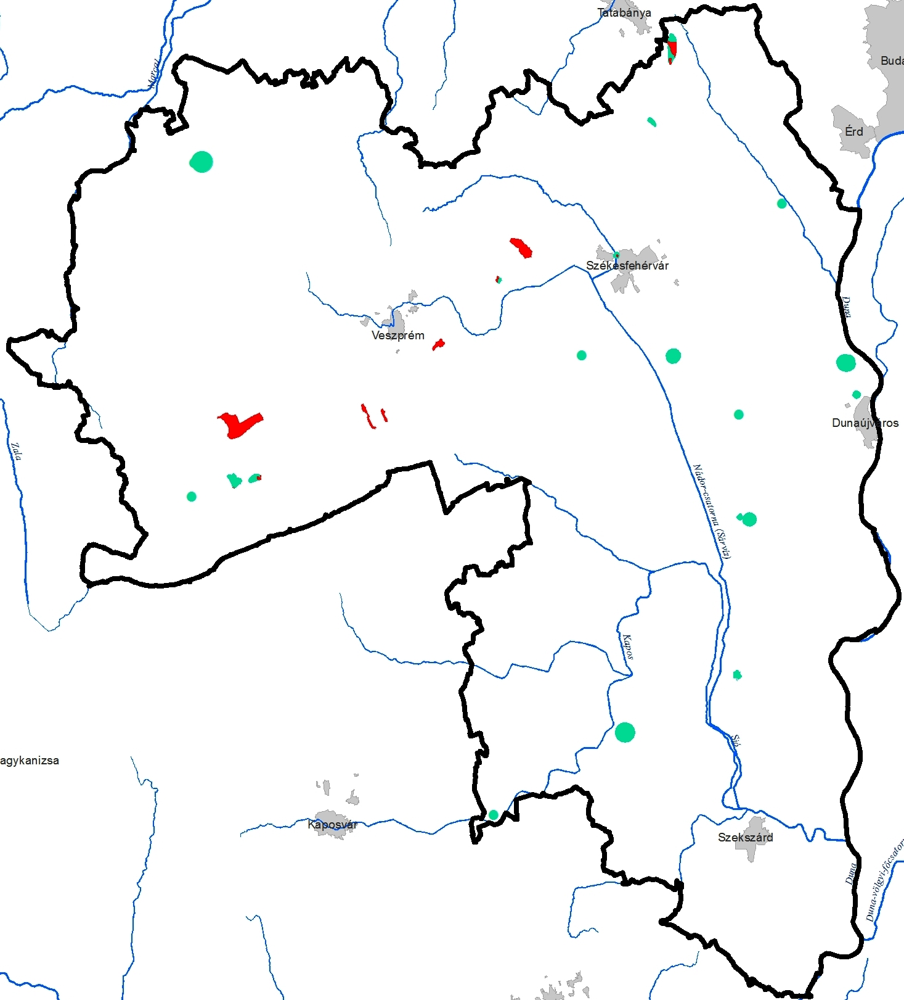 Tatabánya
Buda
Marcal
Érd
Székesfehérvár
Duna
Veszprém
Dunaújváros
Zala
Nádor-csatorna (Sárvíz)
Kapos
Sió
agykanizsa
Kaposvár
Szekszárd
Duna
Duna-völgyi-főcsator